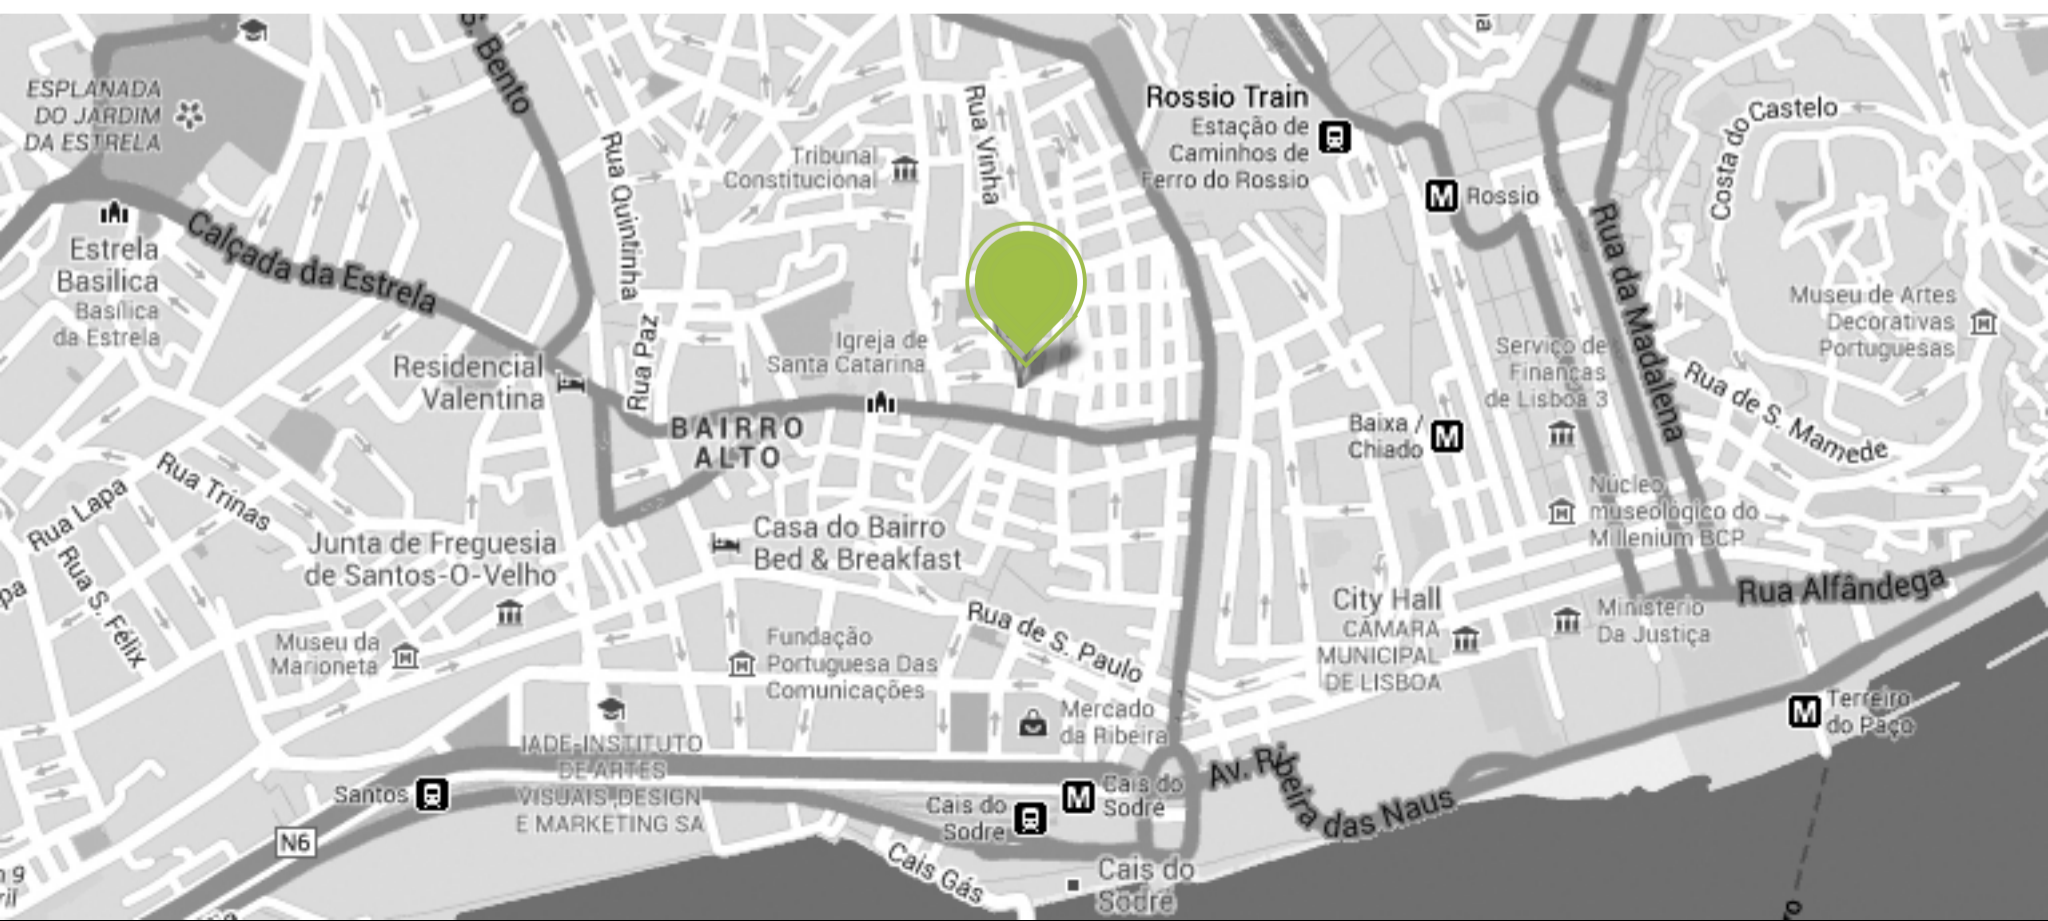 S. Bento
ESPLANADA
DO JARDIM
DA ESTRELA
Rua Vinha
Rossio Train
Estação de
Caminhos de
Ferro do Rossio
Costa do Castelo
Rua Quintinha
Tribunal
Constitucional
M Rossio
Estrela
Basilica
Basílica
da Estrela
Calçada da Estrela
Rua da Madalena
Museu de Artes
Decorativas
Portuguesas
Rua Paz
Igreja de
Santa Catarina
Serviço de
Finanças
de Lisboa 3
Residencial
Valentina
Rua de S. Mamede
BAIRRO
ALTO
Baixa /
Chiado M
Rua Trinas
Rua Lapa
Núcleo
museológico do
Millenium BCP
Casa do Bairro
Bed & Breakfast
Junta de Freguesia
de Santos-O-Velho
Rua S. Félix
Rua Alfândega
City Hall
CÂMARA
MUNICIPAL
DE LISBOA
Ministerio
Da Justiça
Rua de S. Paulo
Museu da
Marioneta
Fundação
Portuguesa Das
Comunicações
Mercado
da Ribeira
M Terreiro
do Paço
IADE-INSTITUTO
DE ARTES
VISUAIS,DESIGN
E MARKETING SA
Av. Ribeira das Naus
Santos
M Cais do
Sodré
Cais do
Sodre
N6
Cais Gás
Cais do
Sodré